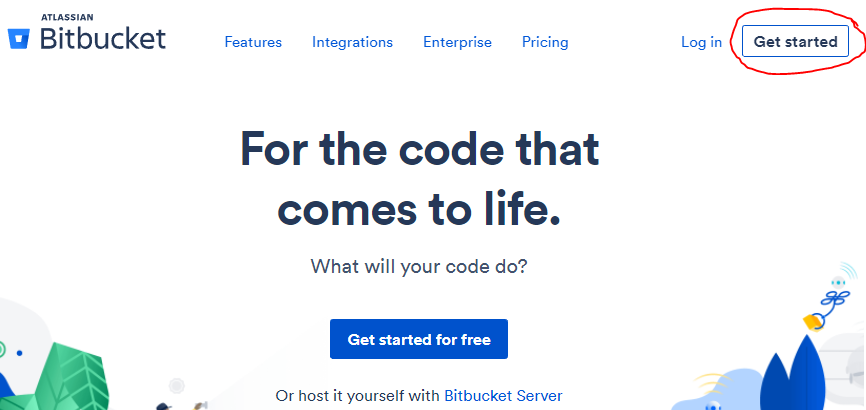 ATLASSIAN
Bitbucket
Features Integrations Enterprise Pricing Log in Get started
For the code that
comes to life.
What will your code do?
Get started for free
Or host it yourself with Bitbucket Server